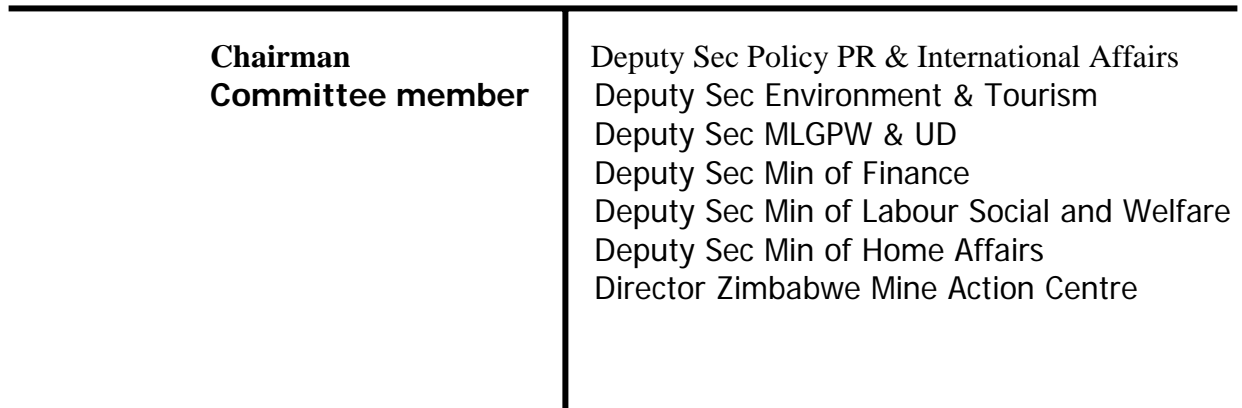 Chairman Deputy Sec Policy PR & International Affairs
Committee member Deputy Sec Environment & Tourism
Deputy Sec MLGPW & UD
Deputy Sec Min of Finance
Deputy Sec Min of Labour Social and Welfare
Deputy Sec Min of Home Affairs
Director Zimbabwe Mine Action Centre